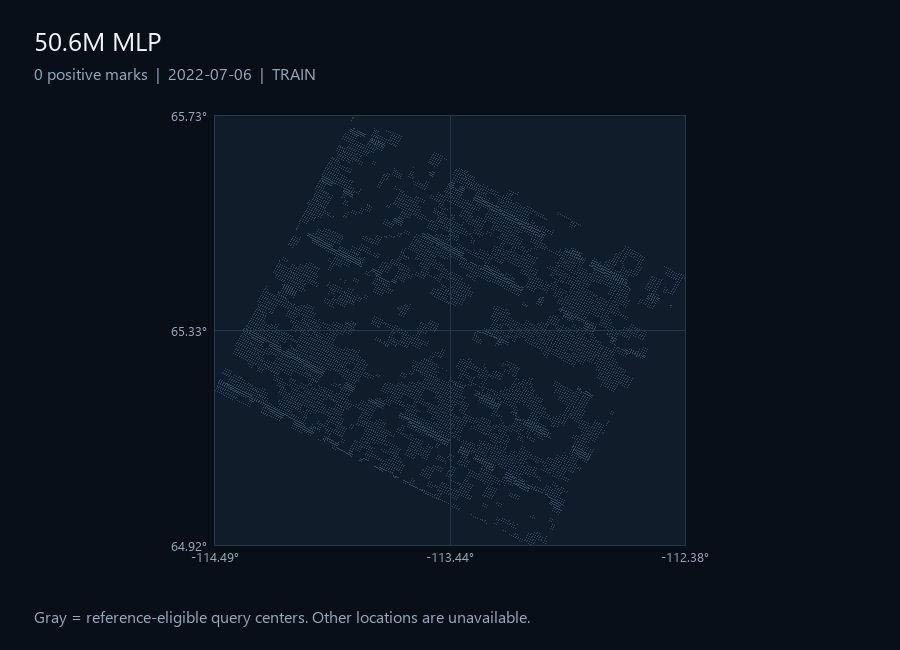 50.6M MLP
0 positive marks | 2022-07-06 | TRAIN
65.73°
65.33°
64.92°
-114.49°
-113.44°
-112.38°
Gray = reference-eligible query centers. Other locations are unavailable.